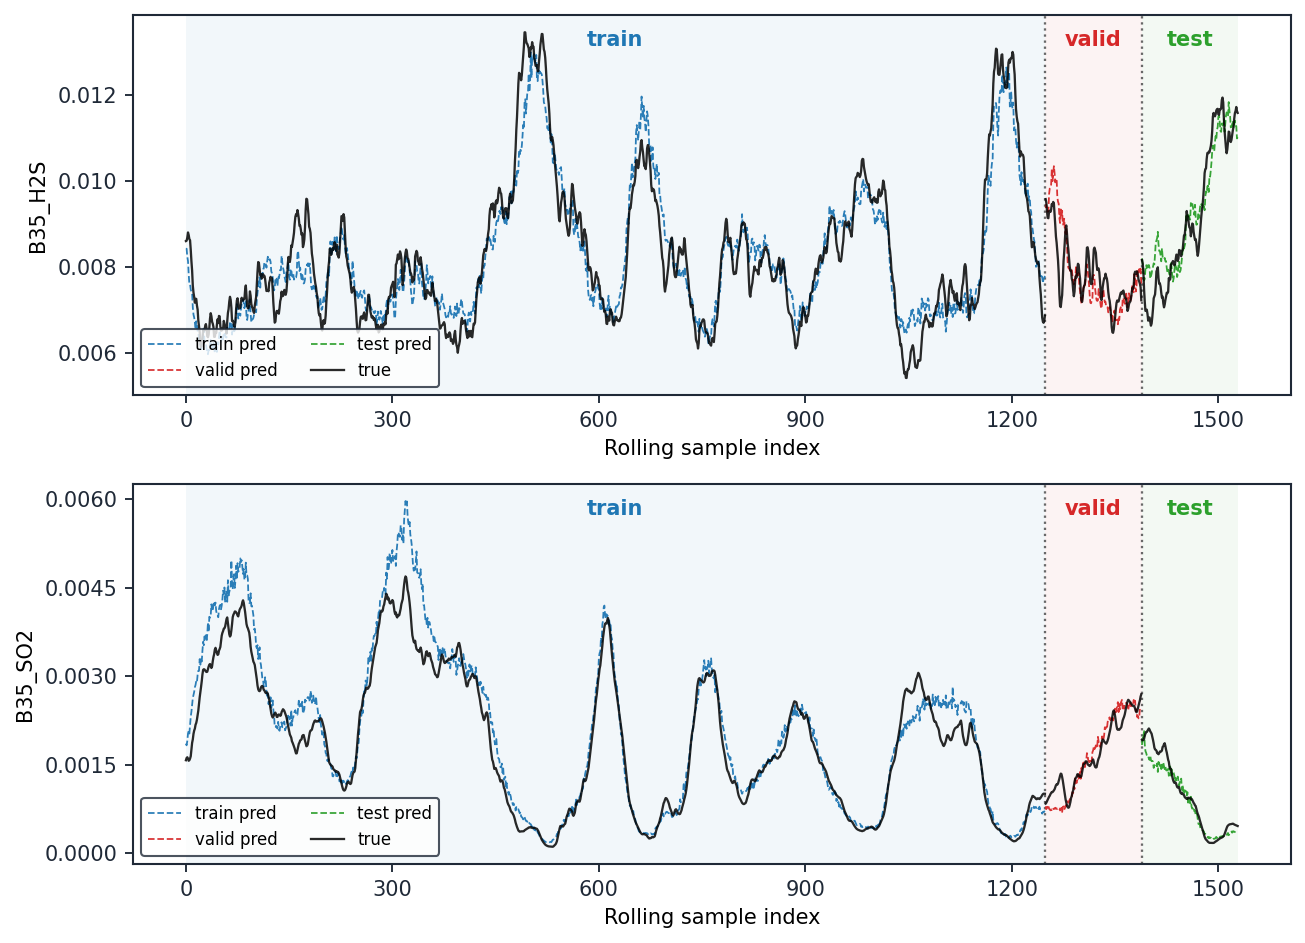 train
valid
test
B35_H2S
0.012
0.010
0.008
0.006
train pred
test pred
valid pred
true
0
300
600
900
1200
1500
Rolling sample index
train
valid
test
B35_SO2
0.0060
0.0045
0.0030
0.0015
0.0000
train pred
test pred
valid pred
true
0
300
600
900
1200
1500
Rolling sample index